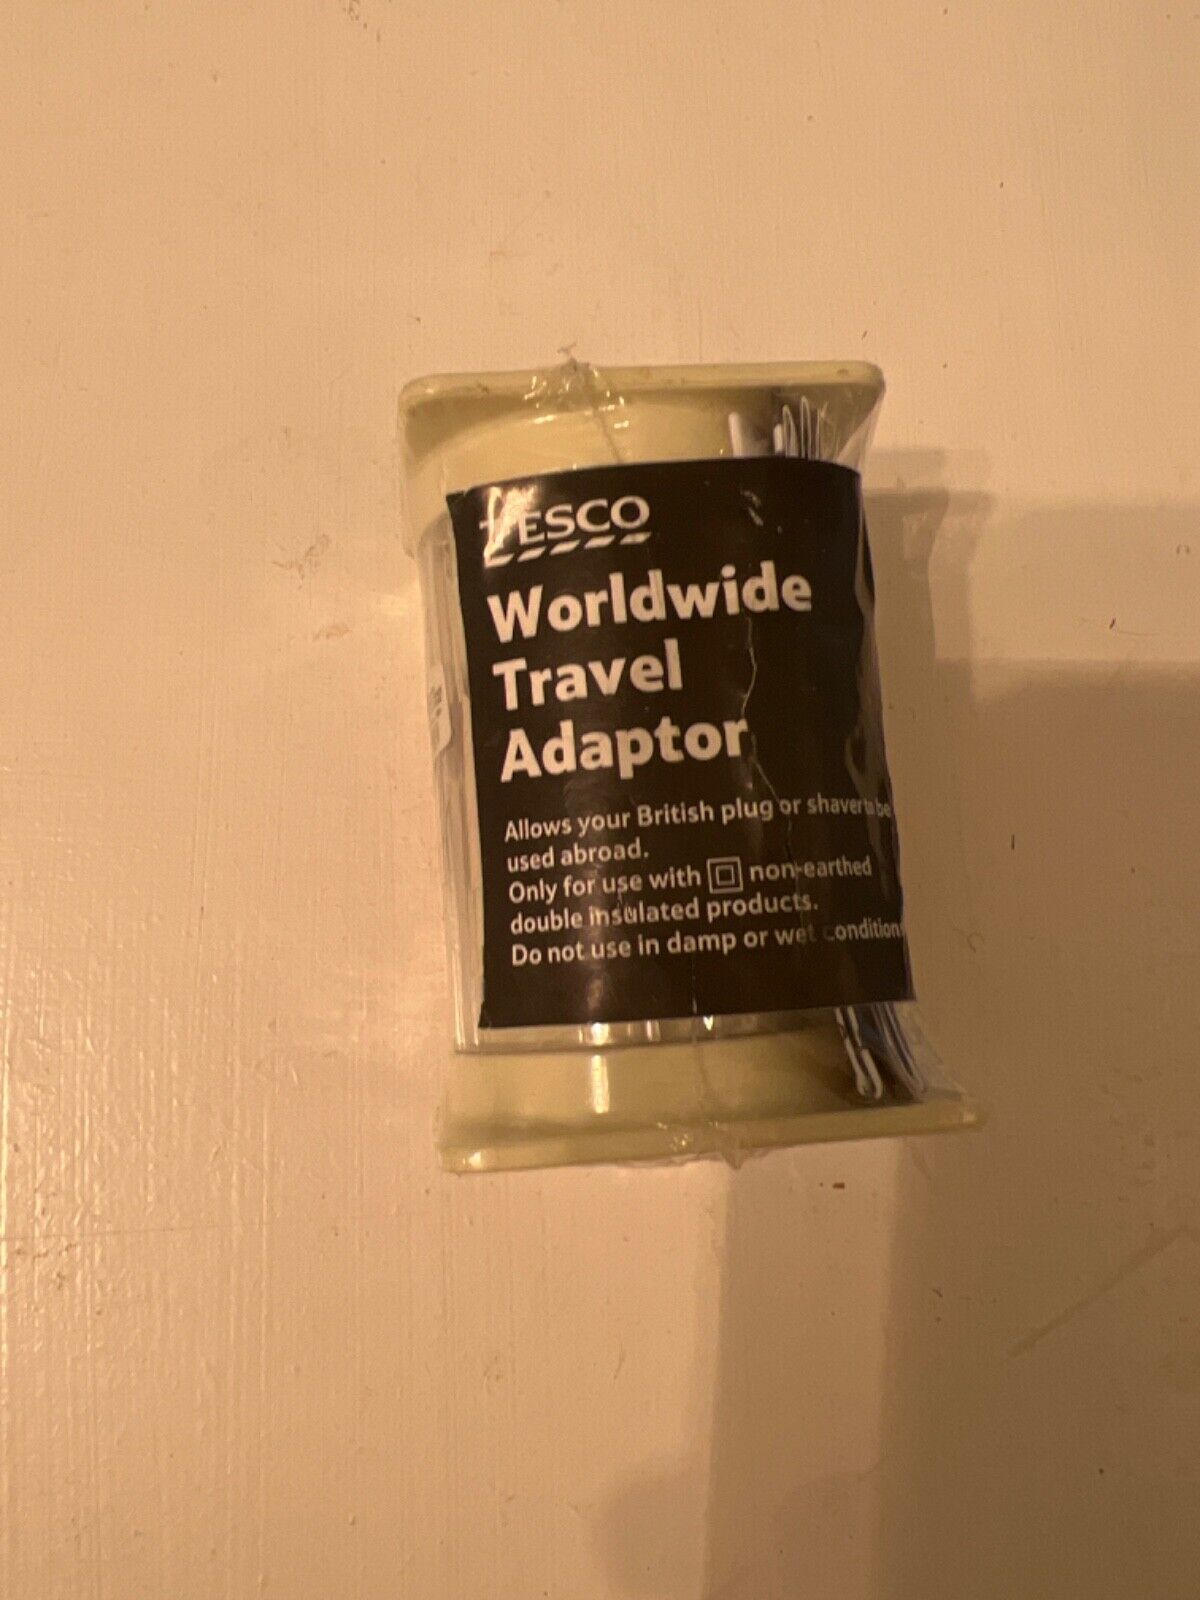 TESCO
Worldwide
Travel
Adaptor
Allows your British plug or shaver to be
used abroad.
Only for use with non-earthed
double insulated products.
Do not use in damp or wet conditions